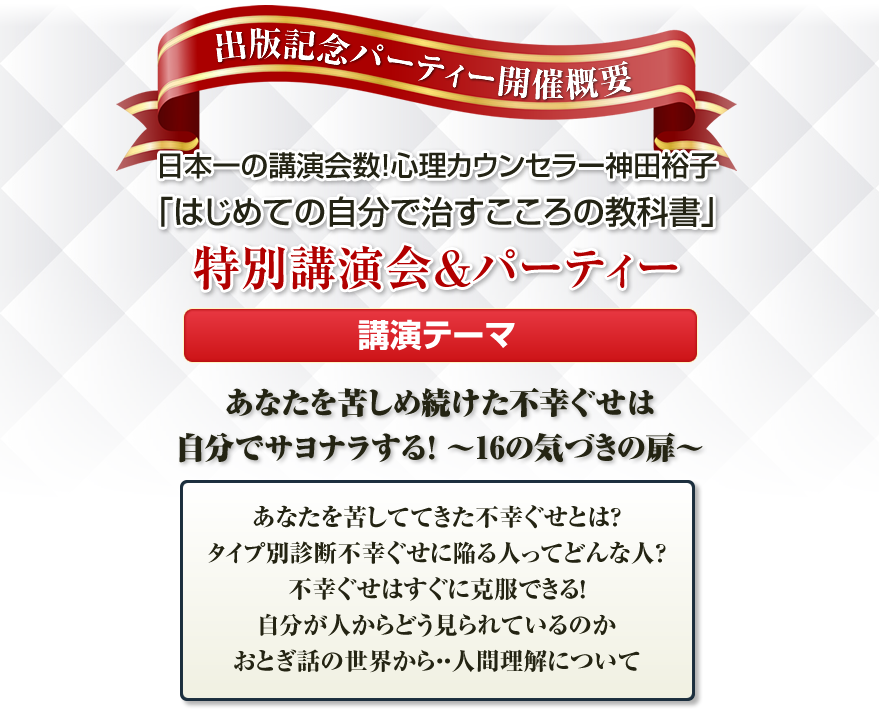 出版記念パーティー開催概要
日本一の講演会数!心理カウンセラー神田裕子
「はじめての自分で治すこころの教科書」
特別講演会&パーティー
講演テーマ
あなたを苦しめ続けた不幸ぐせは
自分でサヨナラする! ～16の気づきの扉～
あなたを苦しててきた不幸ぐせとは?
タイプ別診断不幸ぐせに陥る人ってどんな人?
不幸ぐせはすぐに克服できる!
自分が人からどう見られているのか
おとぎ話の世界から‥人間理解について